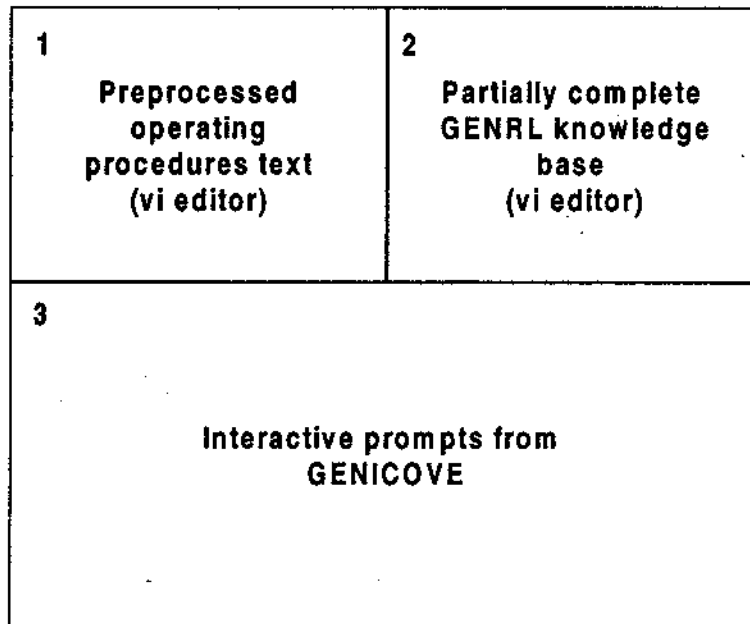 1
Preprocessed
operating
procedures text
(vi editor)
2
Partially complete
GENRL knowledge
base
(vi editor)
3
Interactive prompts from
GENICOVE